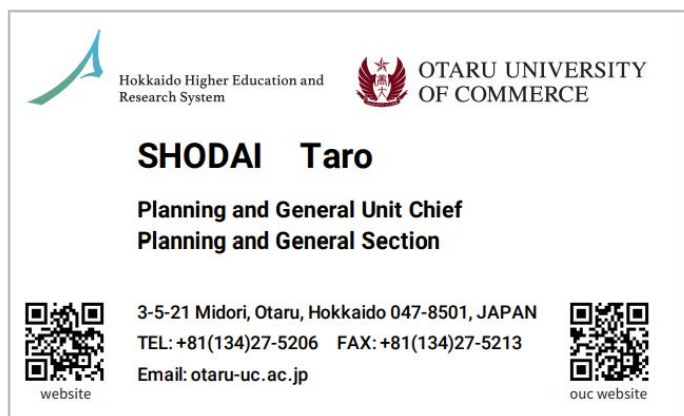 Hokkaido Higher Education and
Research System
OTARU UNIVERSITY
OF COMMERCE
SHODAI Taro
Planning and General Unit Chief
Planning and General Section
3-5-21 Midori, Otaru, Hokkaido 047-8501, JAPAN
TEL: +81(134)27-5206 FAX: +81(134)27-5213
Email: otaru-uc.ac.jp
website
ouc website